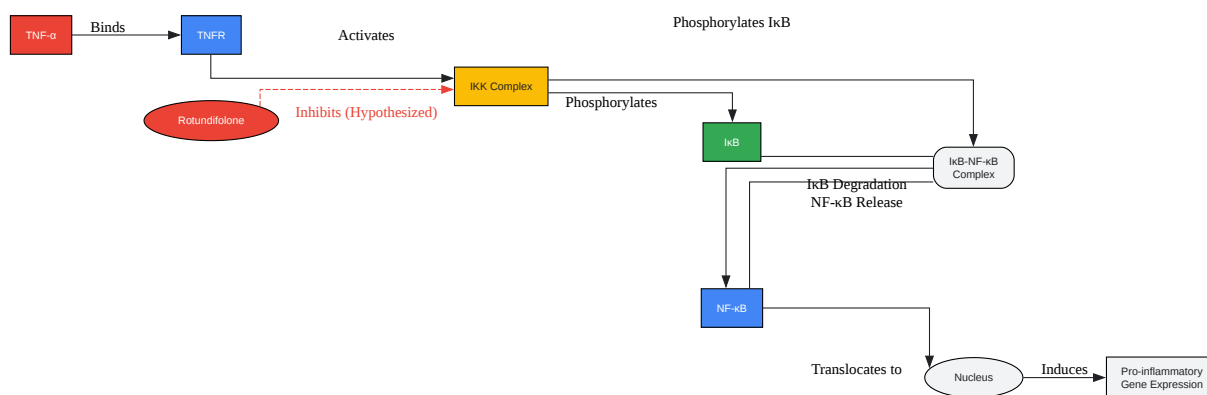 Phosphorylates IκB
TNF-α
Binds
TNFR
Activates
IKK Complex
Phosphorylates
Rotundifolone
Inhibits (Hypothesized)
IκB
IκB-NF-κB
Complex
IκB Degradation
NF-κB Release
NF-κB
Translocates to
Nucleus
Induces
Pro-inflammatory
Gene Expression